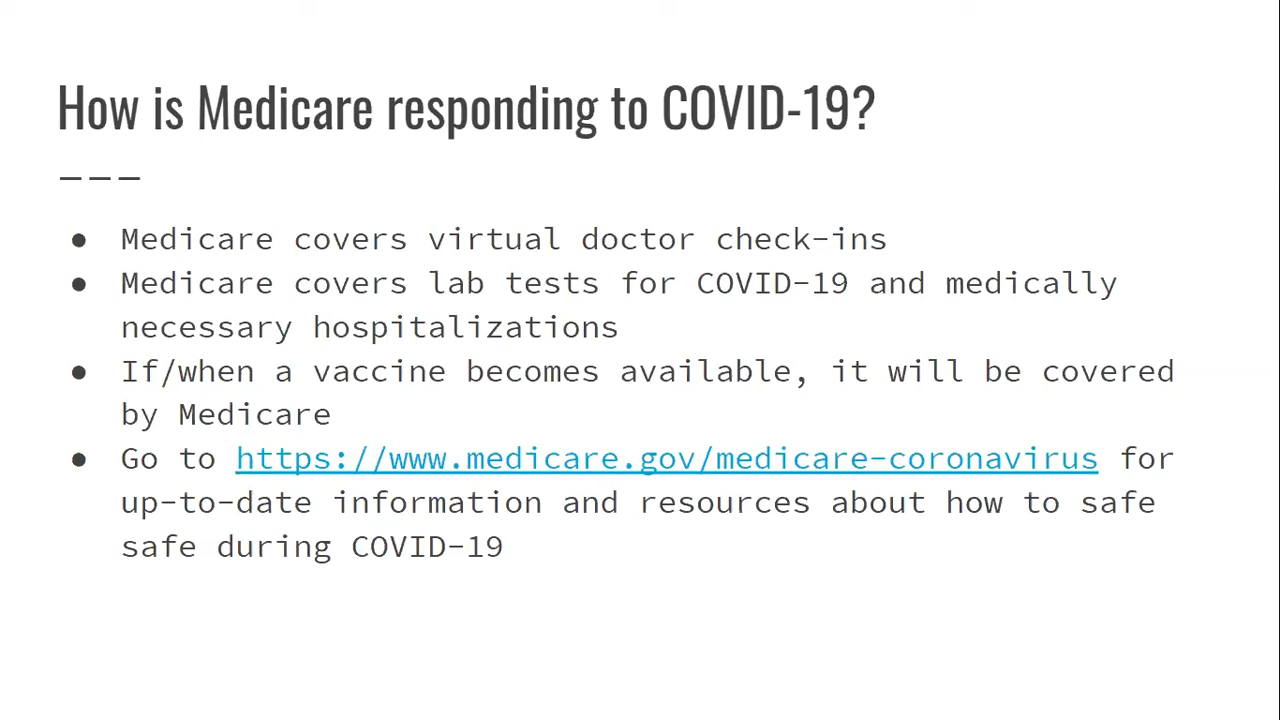 How is Medicare responding to COVID-19?
● Medicare covers virtual doctor check-ins
● Medicare covers lab tests for COVID-19 and medically
necessary hospitalizations
● If/when a vaccine becomes available, it will be covered
by Medicare
● Go to https://www.medicare.gov/medicare-coronavirus for
up-to-date information and resources about how to safe
safe during COVID-19